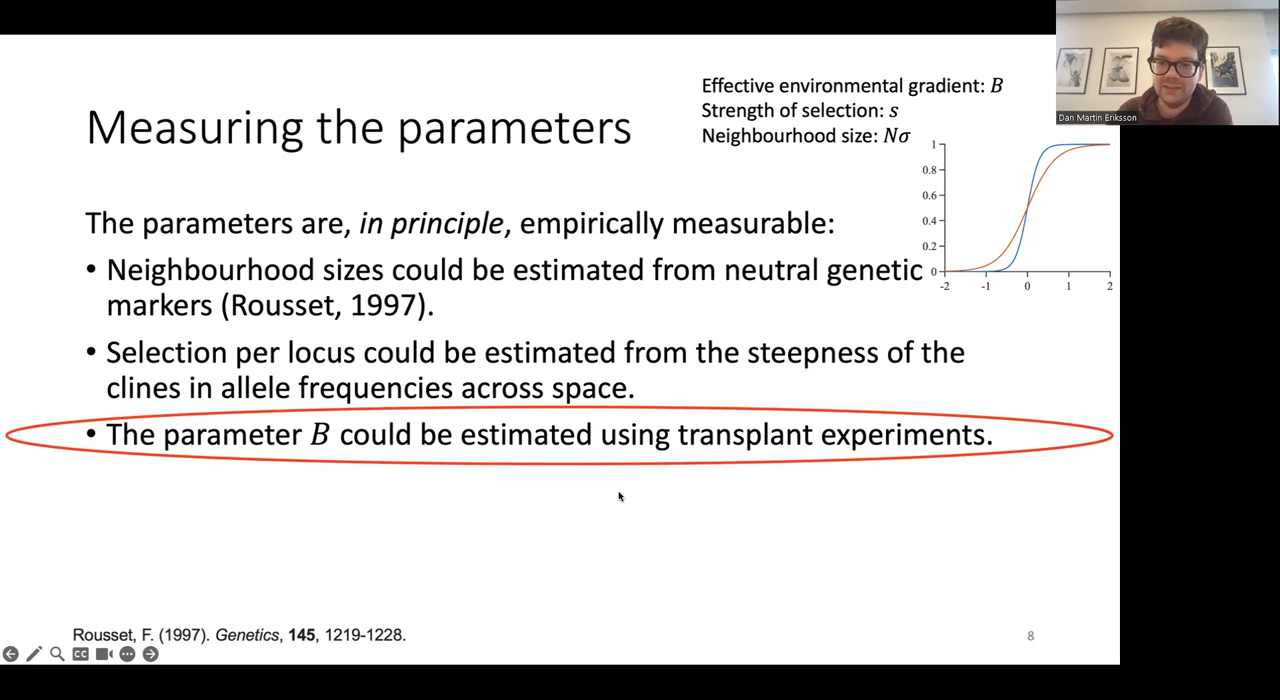 Effective environmental gradient: B
Strength of selection: s
Neighbourhood size: Nσ
Dan Martin Eriksson
Measuring the parameters
1
0.8
0.6
0.4
0.2
0
-2 -1 0 1 2
The parameters are, in principle, empirically measurable:
• Neighbourhood sizes could be estimated from neutral genetic
markers (Rousset, 1997).
• Selection per locus could be estimated from the steepness of the
clines in allele frequencies across space.
• The parameter B could be estimated using transplant experiments.
Rousset, F. (1997). Genetics, 145, 1219-1228.
8
CC